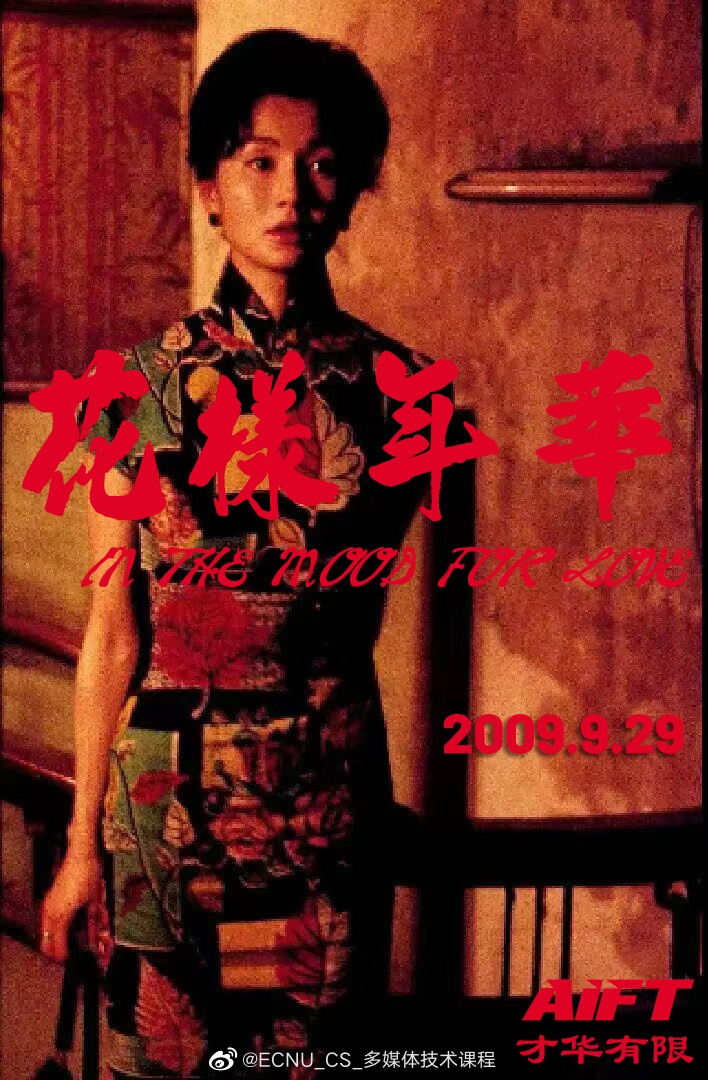 花樣年華
IN THE MOOD FOR LOVE
2009.9.29
AiFT
才华有限
@ECNU_CS_多媒体技术课程